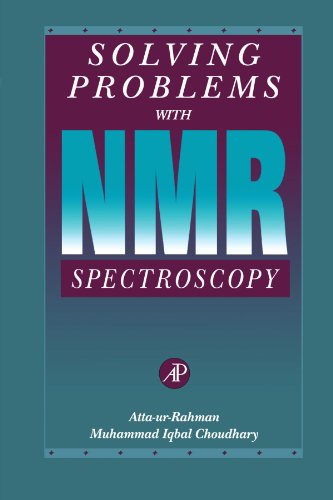 SOLVING
PROBLEMS
WITH
NMR
SPECTROSCOPY
AP
Atta-ur-Rahman
Muhammad Iqbal Choudhary